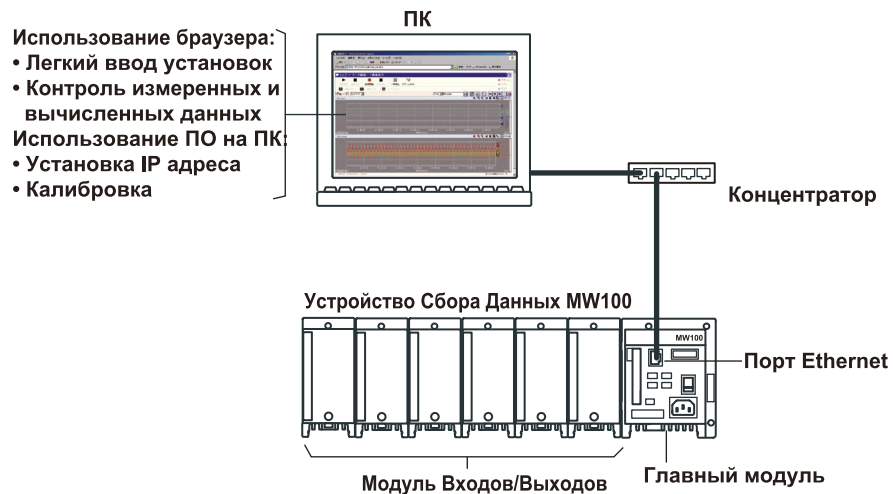 ПК
Использование браузера:
• Легкий ввод установок
• Контроль измеренных и
вычисленных данных
Использование ПО на ПК:
• Установка IP адреса
• Калибровка
Концентратор
Устройство Сбора Данных MW100
MW100
Порт Ethernet
Модуль Входов/Выходов
Главный модуль